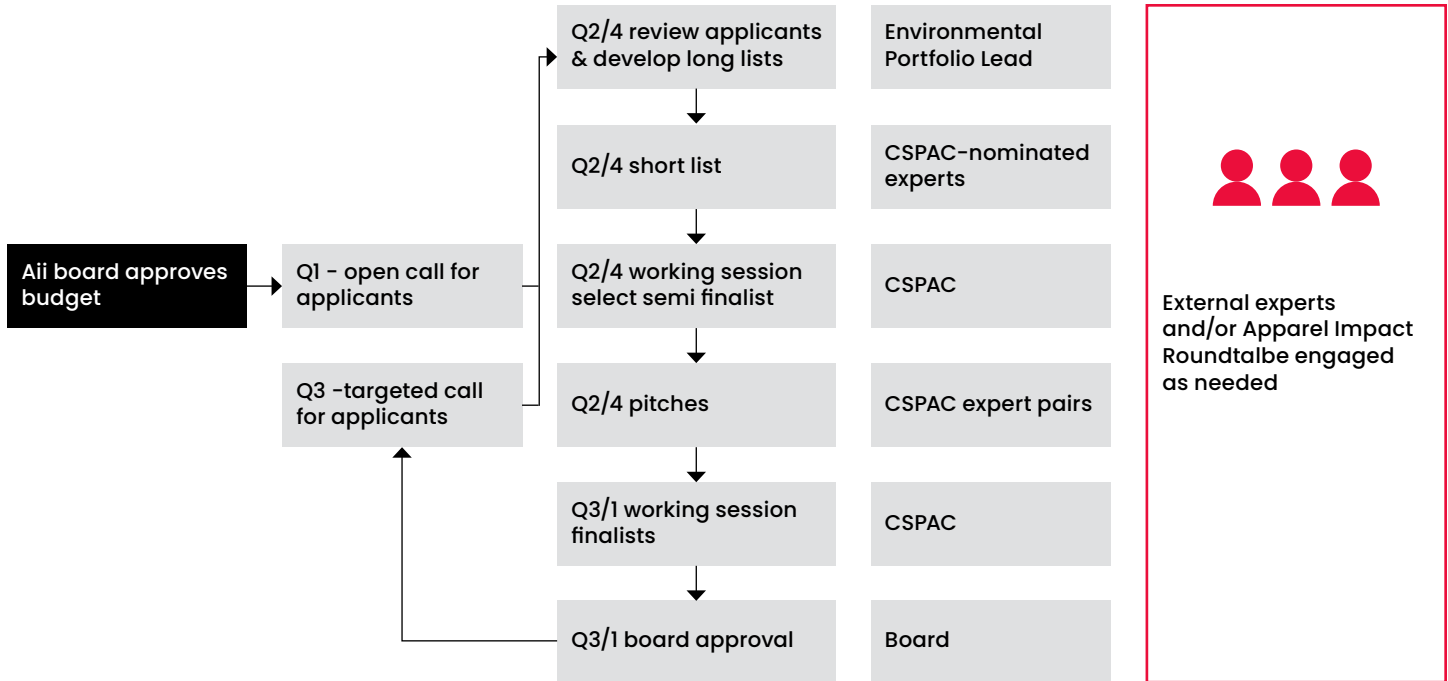 Aii board approves
budget
Q1 - open call for
applicants
Q3 -targeted call
for applicants
Q2/4 review applicants
& develop long lists
Environmental
Portfolio Lead
Q2/4 short list
CSPAC-nominated
experts
Q2/4 working session
select semi finalist
CSPAC
Q2/4 pitches
CSPAC expert pairs
Q3/1 working session
finalists
CSPAC
Q3/1 board approval
Board
External experts
and/or Apparel Impact
Roundtalbe engaged
as needed